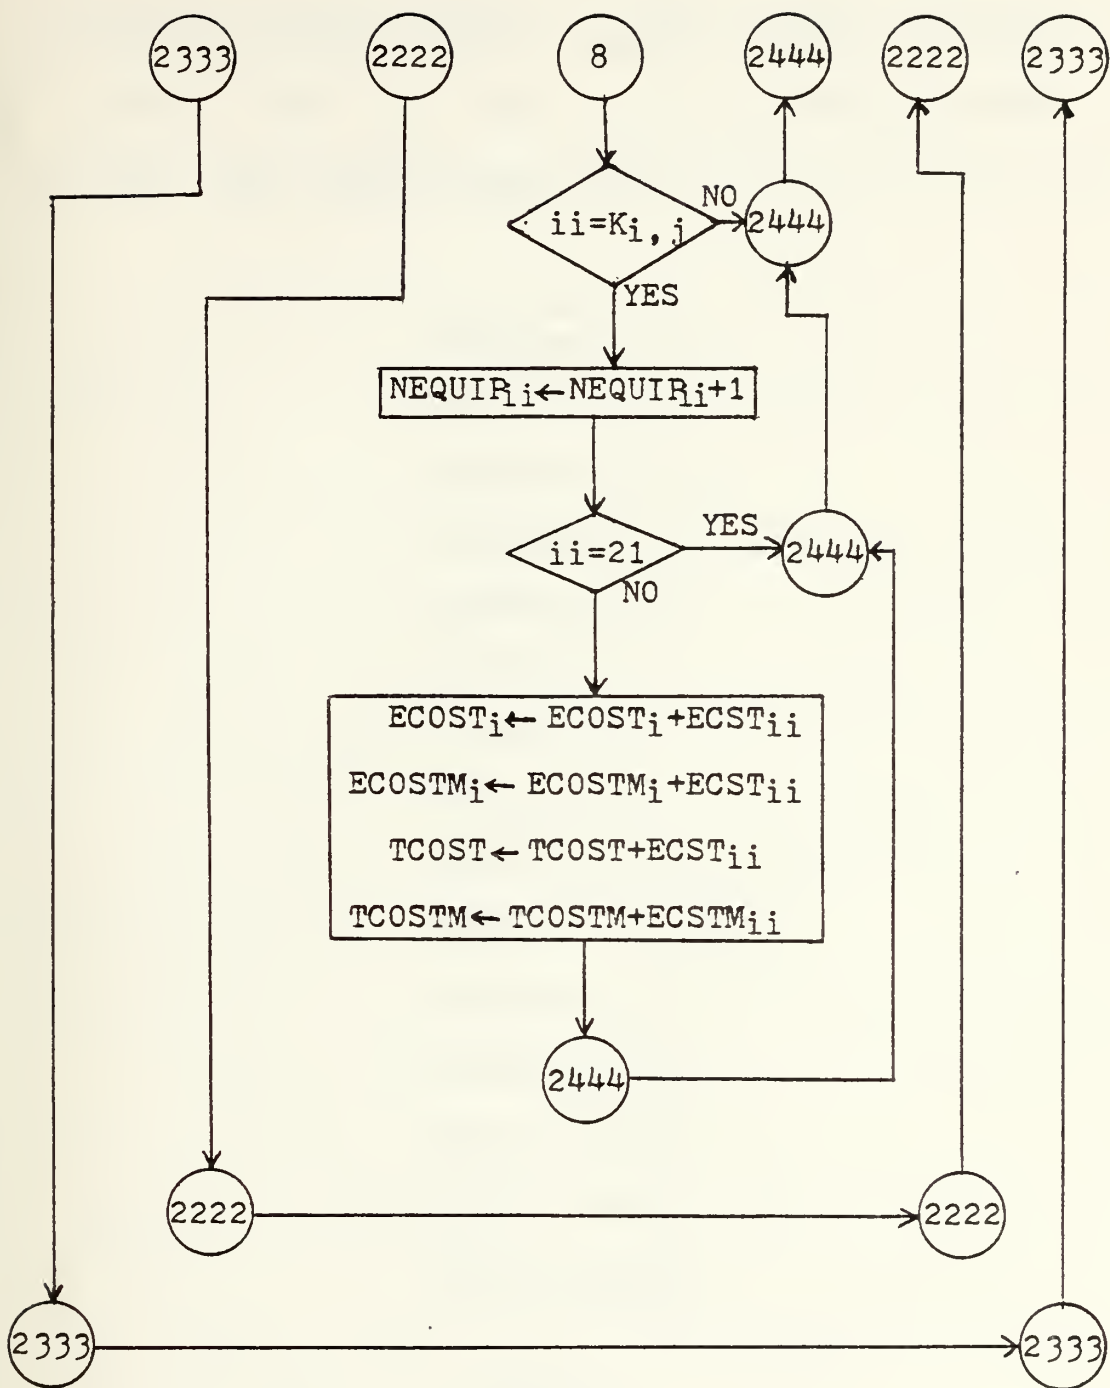 2333 2222 8 2444 2222 2333
ii=Ki,j NO 2444
YES
NEQUIRii←NEQUIRii+1
ii=21 YES 2444
NO
ECOSTi← ECOSTi+ECSTii
ECOSTMi← ECOSTMi+ECSTii
TCOST← TCOST+ECSTii
TCOSTM← TCOSTM+ECSTMii
2444
2222 2222
2333 2333